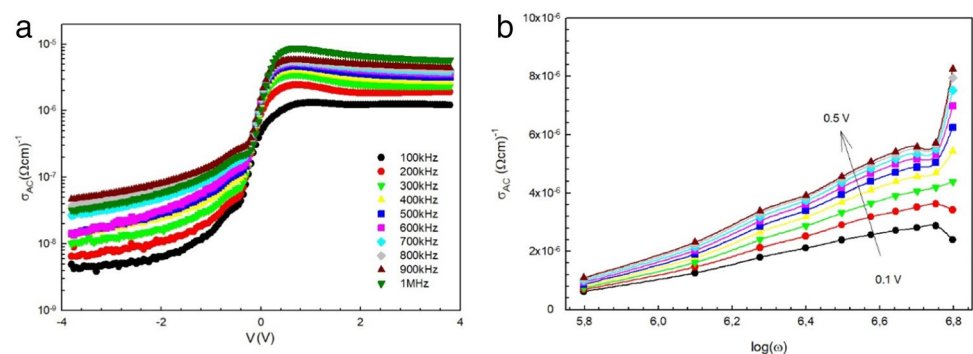 a
10⁻⁵
10⁻⁶
10⁻⁷
10⁻⁸
10⁻⁹
σAC(Ωcm)⁻¹
-4
-2
0
2
4
V(V)
100kHz
200kHz
300kHz
400kHz
500kHz
600kHz
700kHz
800kHz
900kHz
1MHz
b
10x10⁻⁶
8x10⁻⁶
6x10⁻⁶
4x10⁻⁶
2x10⁻⁶
0
σAC(Ωcm)⁻¹
0.5 V
0.1 V
5,8
6,0
6,2
6,4
6,6
6,8
log(ω)